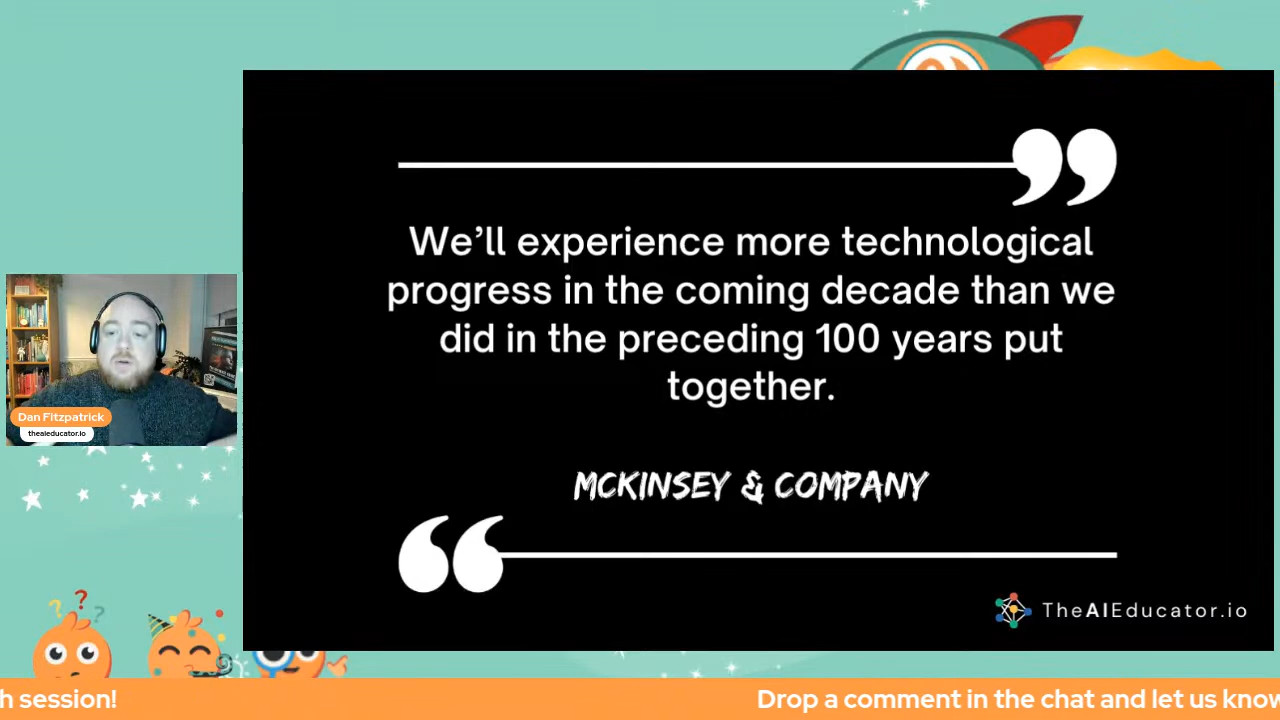 We’ll experience more technological
progress in the coming decade than we
did in the preceding 100 years put
together.
MCKINSEY & COMPANY
TheAIEducator.io
Dan Fitzpatrick
theaieducator.io
h session!
Drop a comment in the chat and let us know